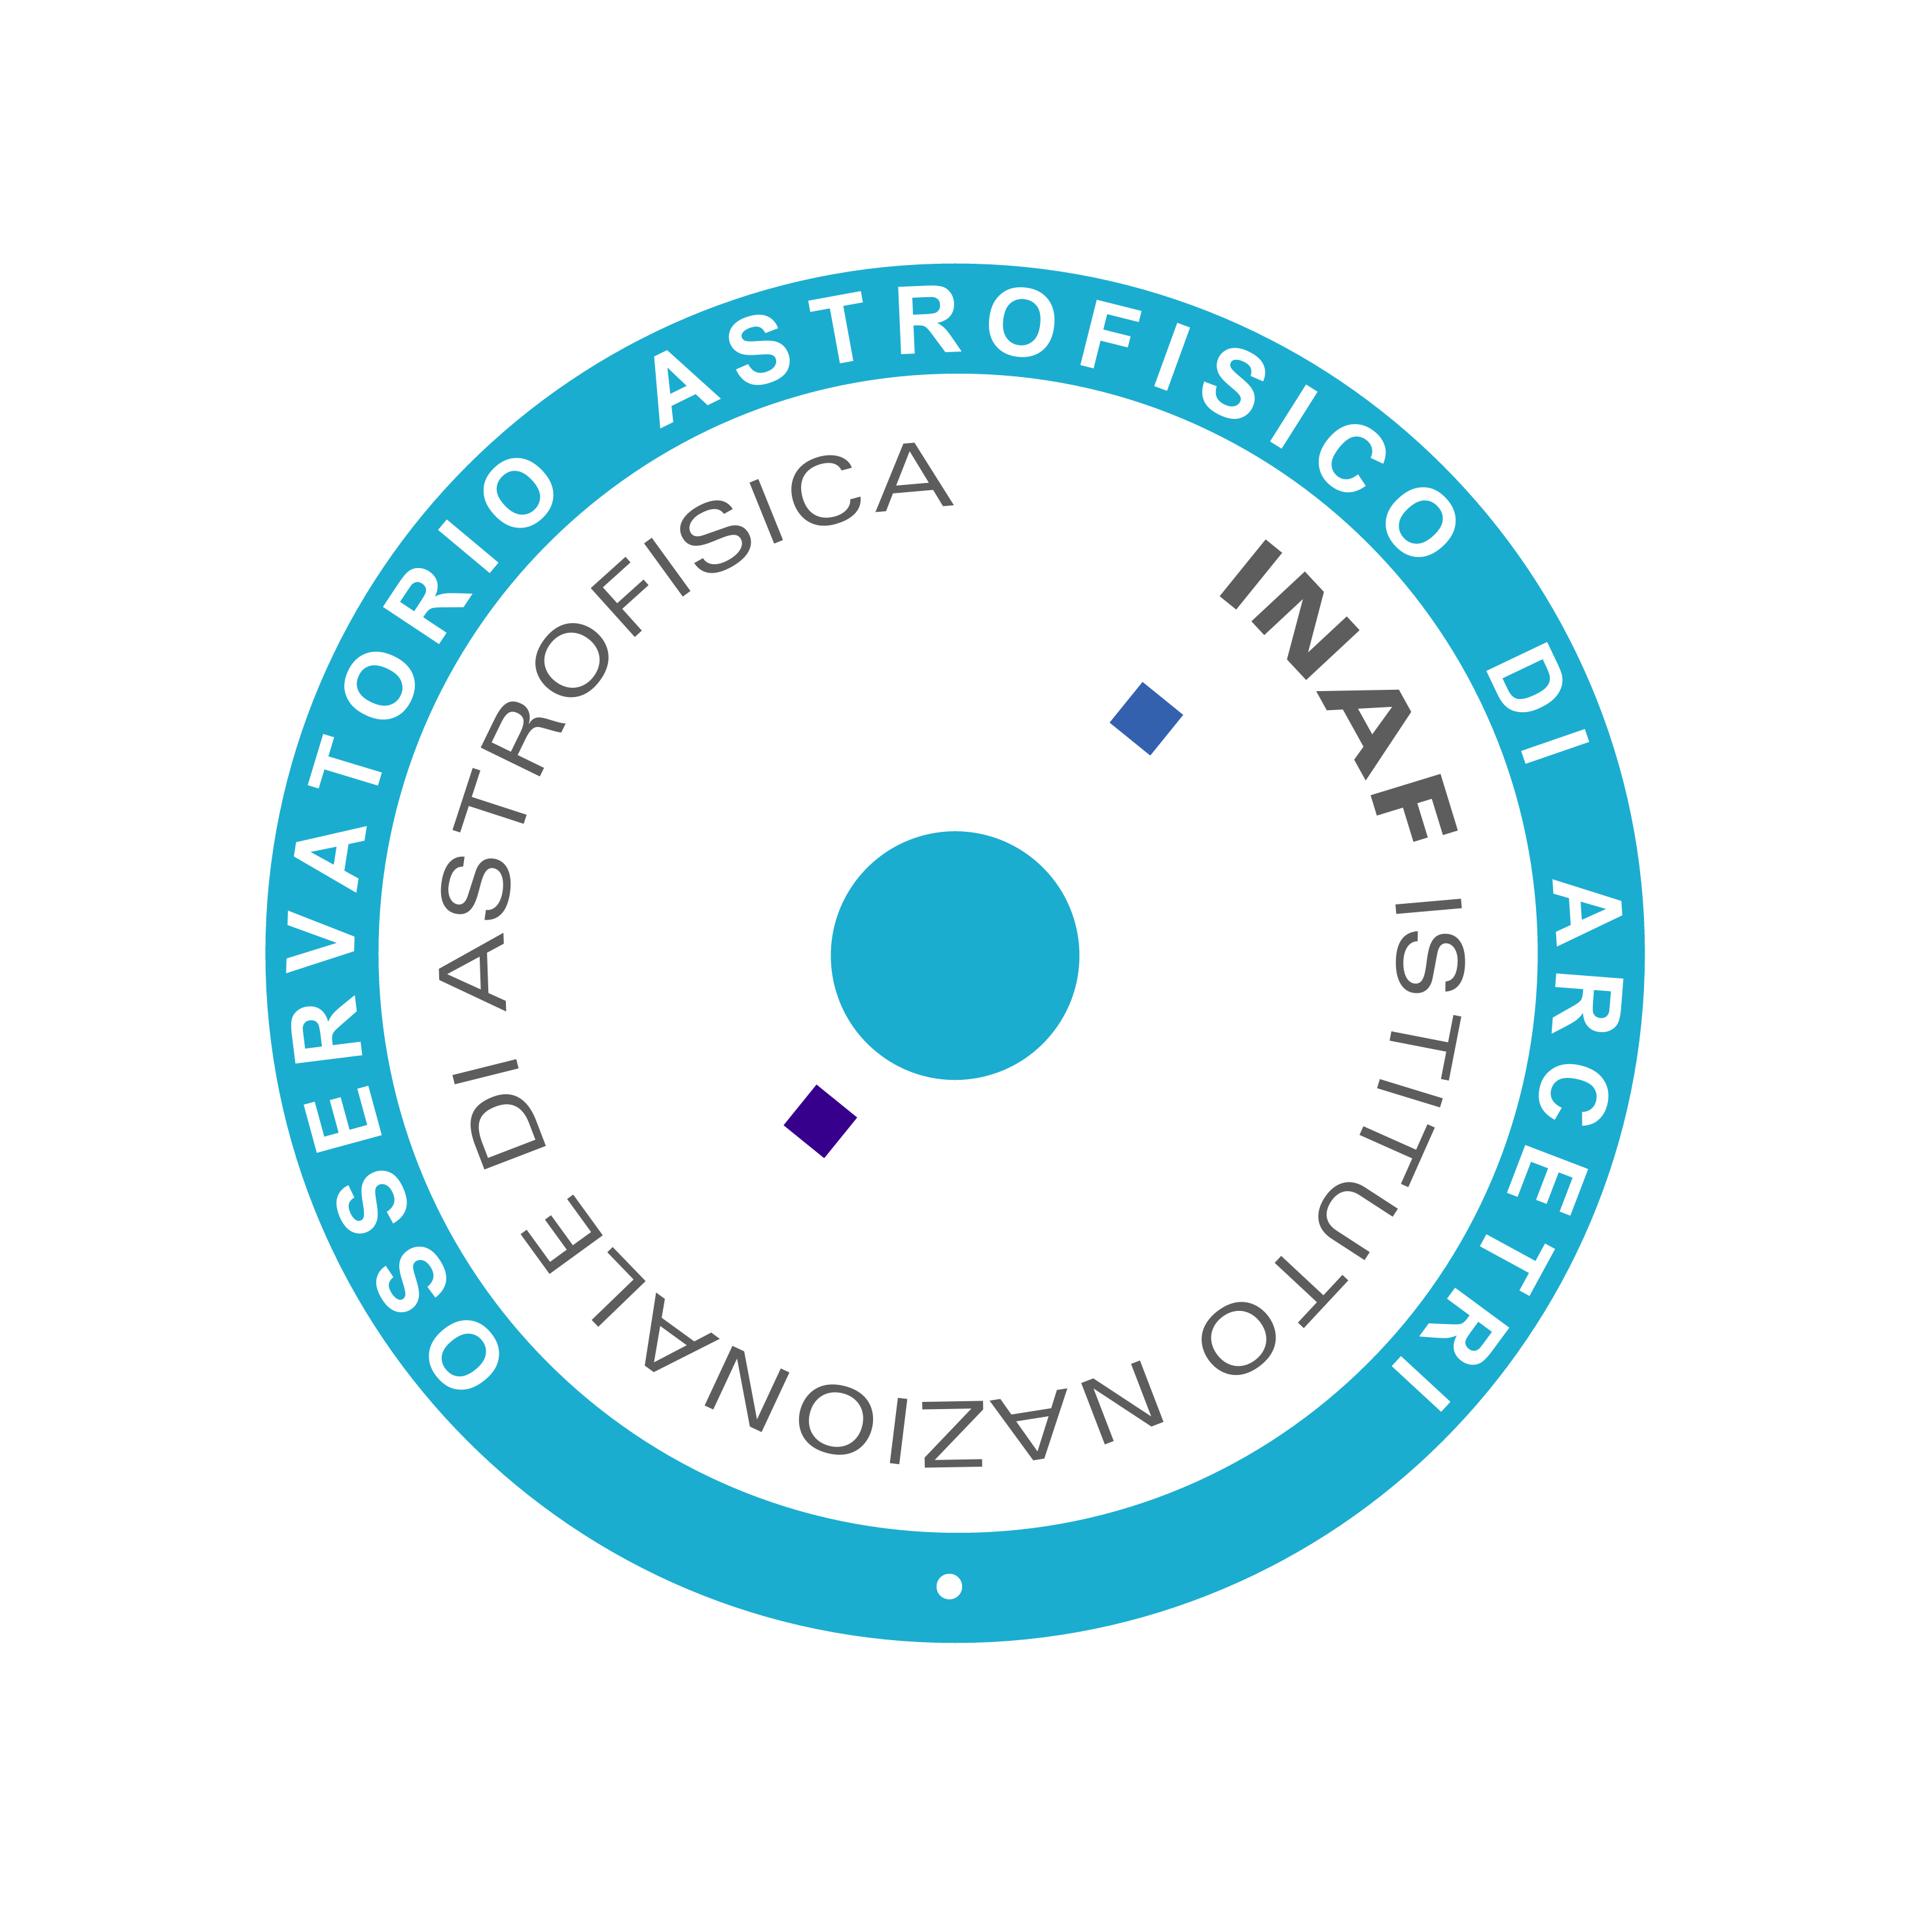 OSSERVATORIO ASTROFISICO DI ARCETRI
INAF ISTITUTO NAZIONALE DI ASTROFISICA